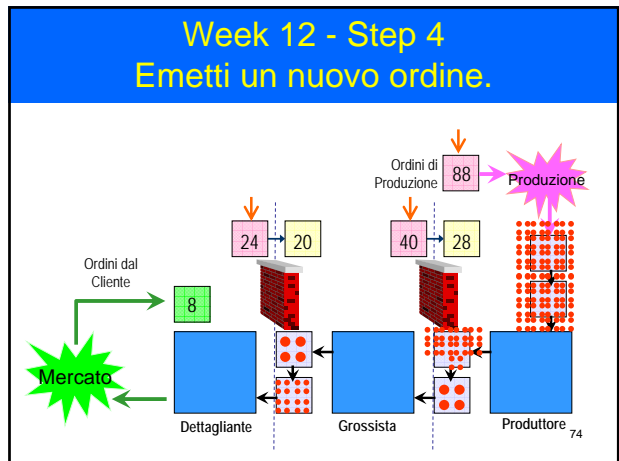 Week 12 - Step 4
Emetti un nuovo ordine.
Ordini di
Produzione
88
Produzione
24
20
40
28
Ordini dal
Cliente
8
Mercato
Dettagliante
Grossista
Produttore
74